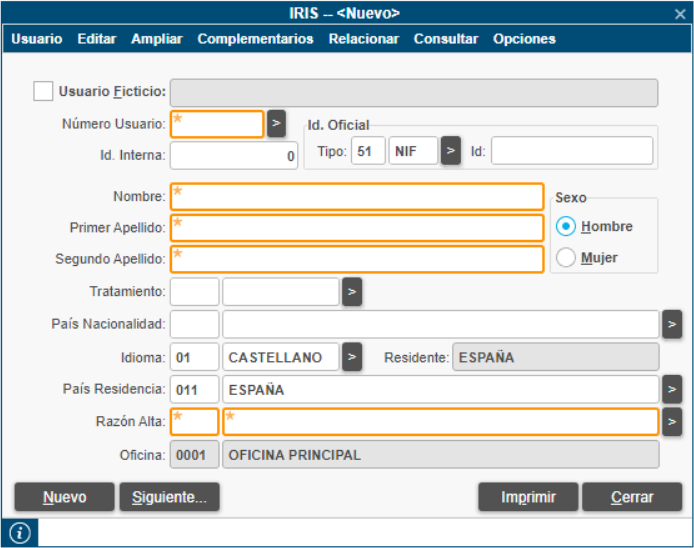 IRIS -- <Nuevo> ×
Usuario Editar Ampliar Complementarios Relacionar Consultar Opciones
Usuario Ficticio:
Número Usuario: * > Id. Oficial
Id. Interna: 0 Tipo: 51 NIF > Id:
Nombre: * Sexo
Primer Apellido: * Hombre
Segundo Apellido: * Mujer
Tratamiento: >
País Nacionalidad: >
Idioma: 01 CASTELLANO > Residente: ESPAÑA
País Residencia: 011 ESPAÑA >
Razón Alta: * * >
Oficina: 0001 OFICINA PRINCIPAL
Nuevo Siguiente... Imprimir Cerrar
i